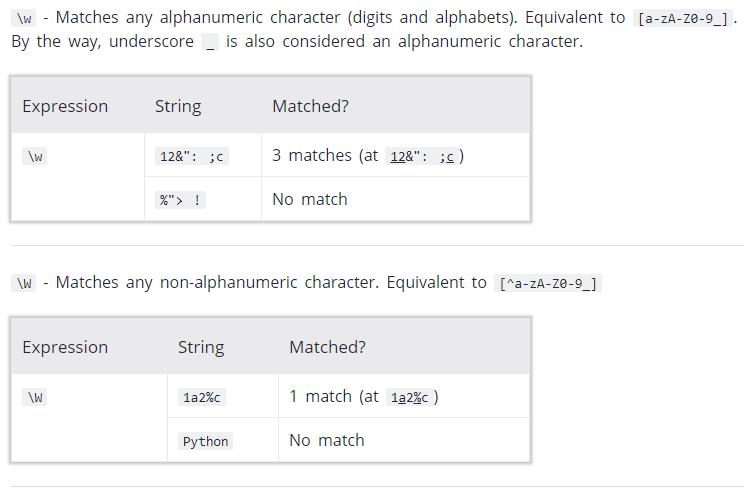 \w - Matches any alphanumeric character (digits and alphabets). Equivalent to [a-zA-Z0-9_].
By the way, underscore _ is also considered an alphanumeric character.
Expression String Matched?
\w 12&": ;c 3 matches (at 12&": ;c )
%"> ! No match
\W - Matches any non-alphanumeric character. Equivalent to [^a-zA-Z0-9_]
Expression String Matched?
\W 1a2%c 1 match (at 1a2%c )
Python No match